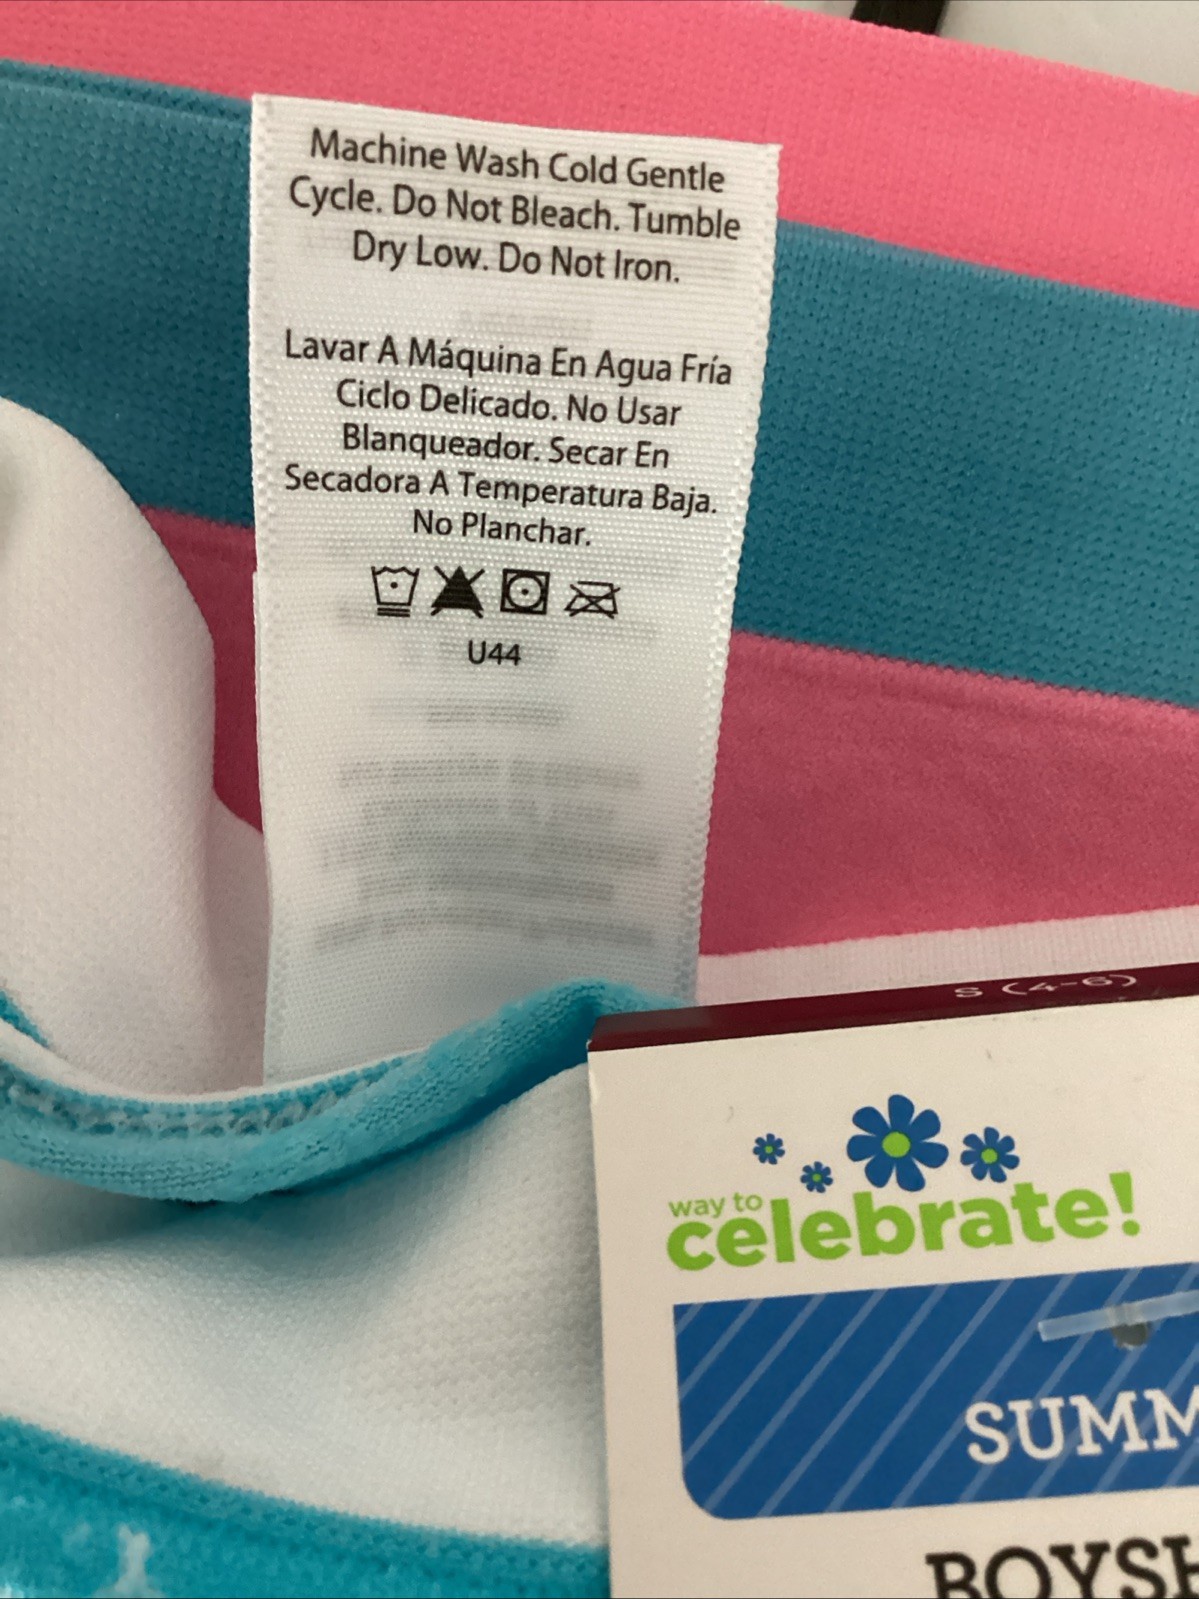 Machine Wash Cold Gentle
Cycle. Do Not Bleach. Tumble
Dry Low. Do Not Iron.
Lavar A Máquina En Agua Fría
Ciclo Delicado. No Usar
Blanqueador. Secar En
Secadora A Temperatura Baja.
No Planchar.
U44
S (4-6)
way to
celebrate!
SUMM
BOYSH